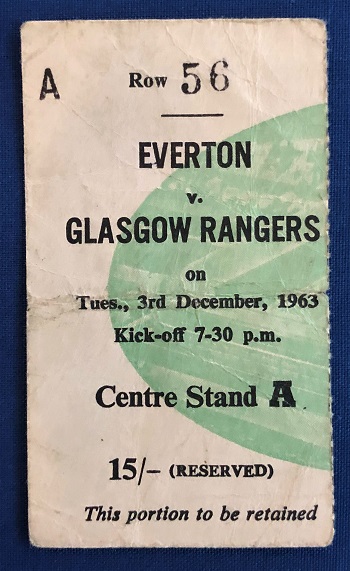 A Row 56
EVERTON
v.
GLASGOW RANGERS
on
Tues., 3rd December, 1963
Kick-off 7-30 p.m.
Centre Stand A
15/- (RESERVED)
This portion to be retained